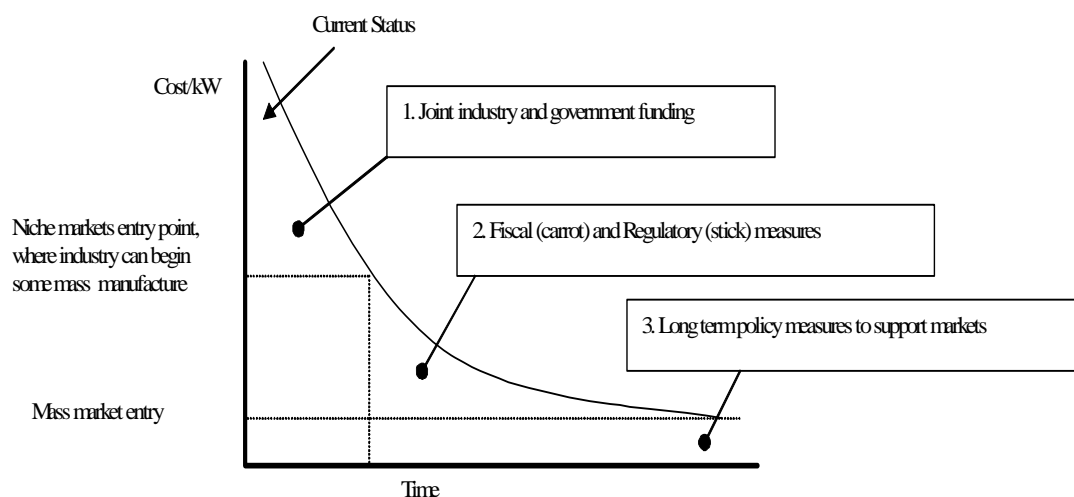 Current Status
Cost/kW
1. Joint industry and government funding
Niche markets entry point,
where industry can begin
some mass manufacture
2. Fiscal (carrot) and Regulatory (stick) measures
3. Long term policy measures to support markets
Mass market entry
Time